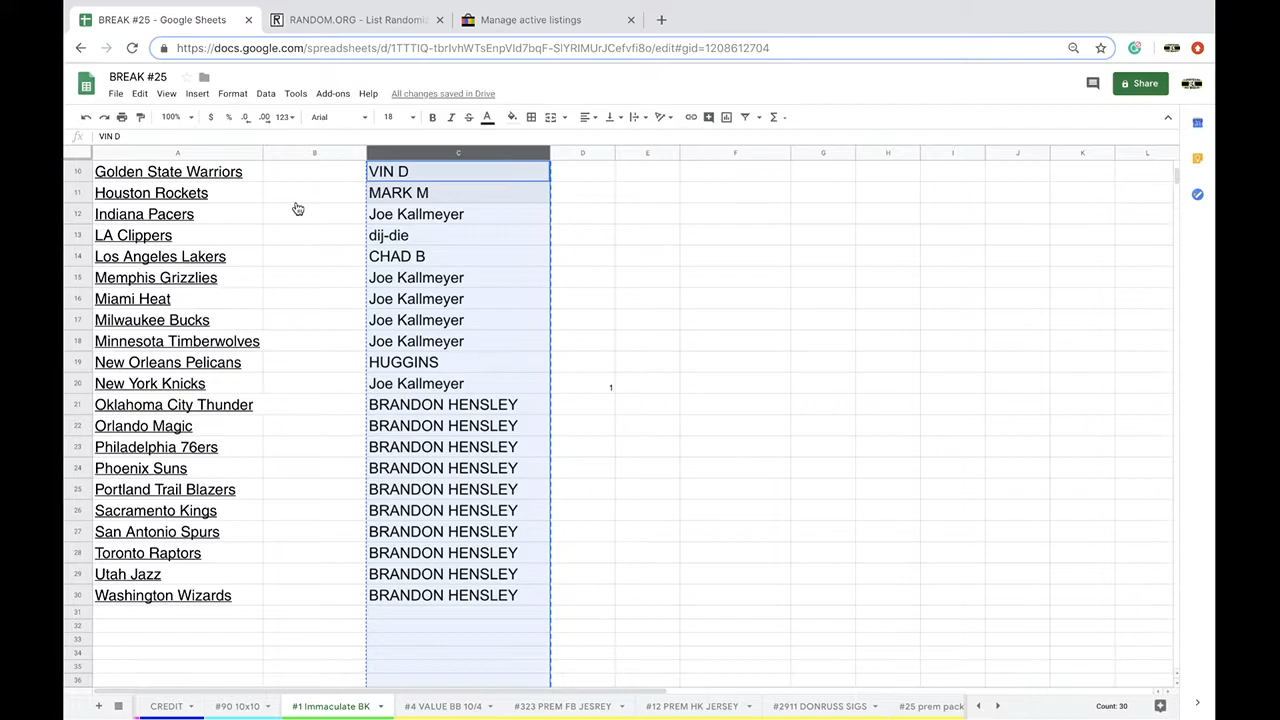 BREAK #25 - Google Sheets
RANDOM.ORG - List Randomi
Manage active listings
https://docs.google.com/spreadsheets/d/1TTTIQ-tbrIvhWTsEnpVId7bqF-SlYRIMUrJCefvfi8o/edit#gid=1208612704
BREAK #25
File Edit View Insert Format Data Tools Add-ons Help All changes saved in Drive
Share
100% $ % .0 .00 123 Arial 18 B I S A
fx VIN D
A B C D E F G H I J K L
10 Golden State Warriors VIN D
11 Houston Rockets MARK M
12 Indiana Pacers Joe Kallmeyer
13 LA Clippers dij-die
14 Los Angeles Lakers CHAD B
15 Memphis Grizzlies Joe Kallmeyer
16 Miami Heat Joe Kallmeyer
17 Milwaukee Bucks Joe Kallmeyer
18 Minnesota Timberwolves Joe Kallmeyer
19 New Orleans Pelicans HUGGINS
20 New York Knicks Joe Kallmeyer 1
21 Oklahoma City Thunder BRANDON HENSLEY
22 Orlando Magic BRANDON HENSLEY
23 Philadelphia 76ers BRANDON HENSLEY
24 Phoenix Suns BRANDON HENSLEY
25 Portland Trail Blazers BRANDON HENSLEY
26 Sacramento Kings BRANDON HENSLEY
27 San Antonio Spurs BRANDON HENSLEY
28 Toronto Raptors BRANDON HENSLEY
29 Utah Jazz BRANDON HENSLEY
30 Washington Wizards BRANDON HENSLEY
31
32
33
34
35
36
CREDIT #90 10x10 #1 Immaculate BK #4 VALUE BB 10/4 #323 PREM FB JESREY #12 PREM HK JERSEY #2911 DONRUSS SIGS #25 prem pack Count: 30